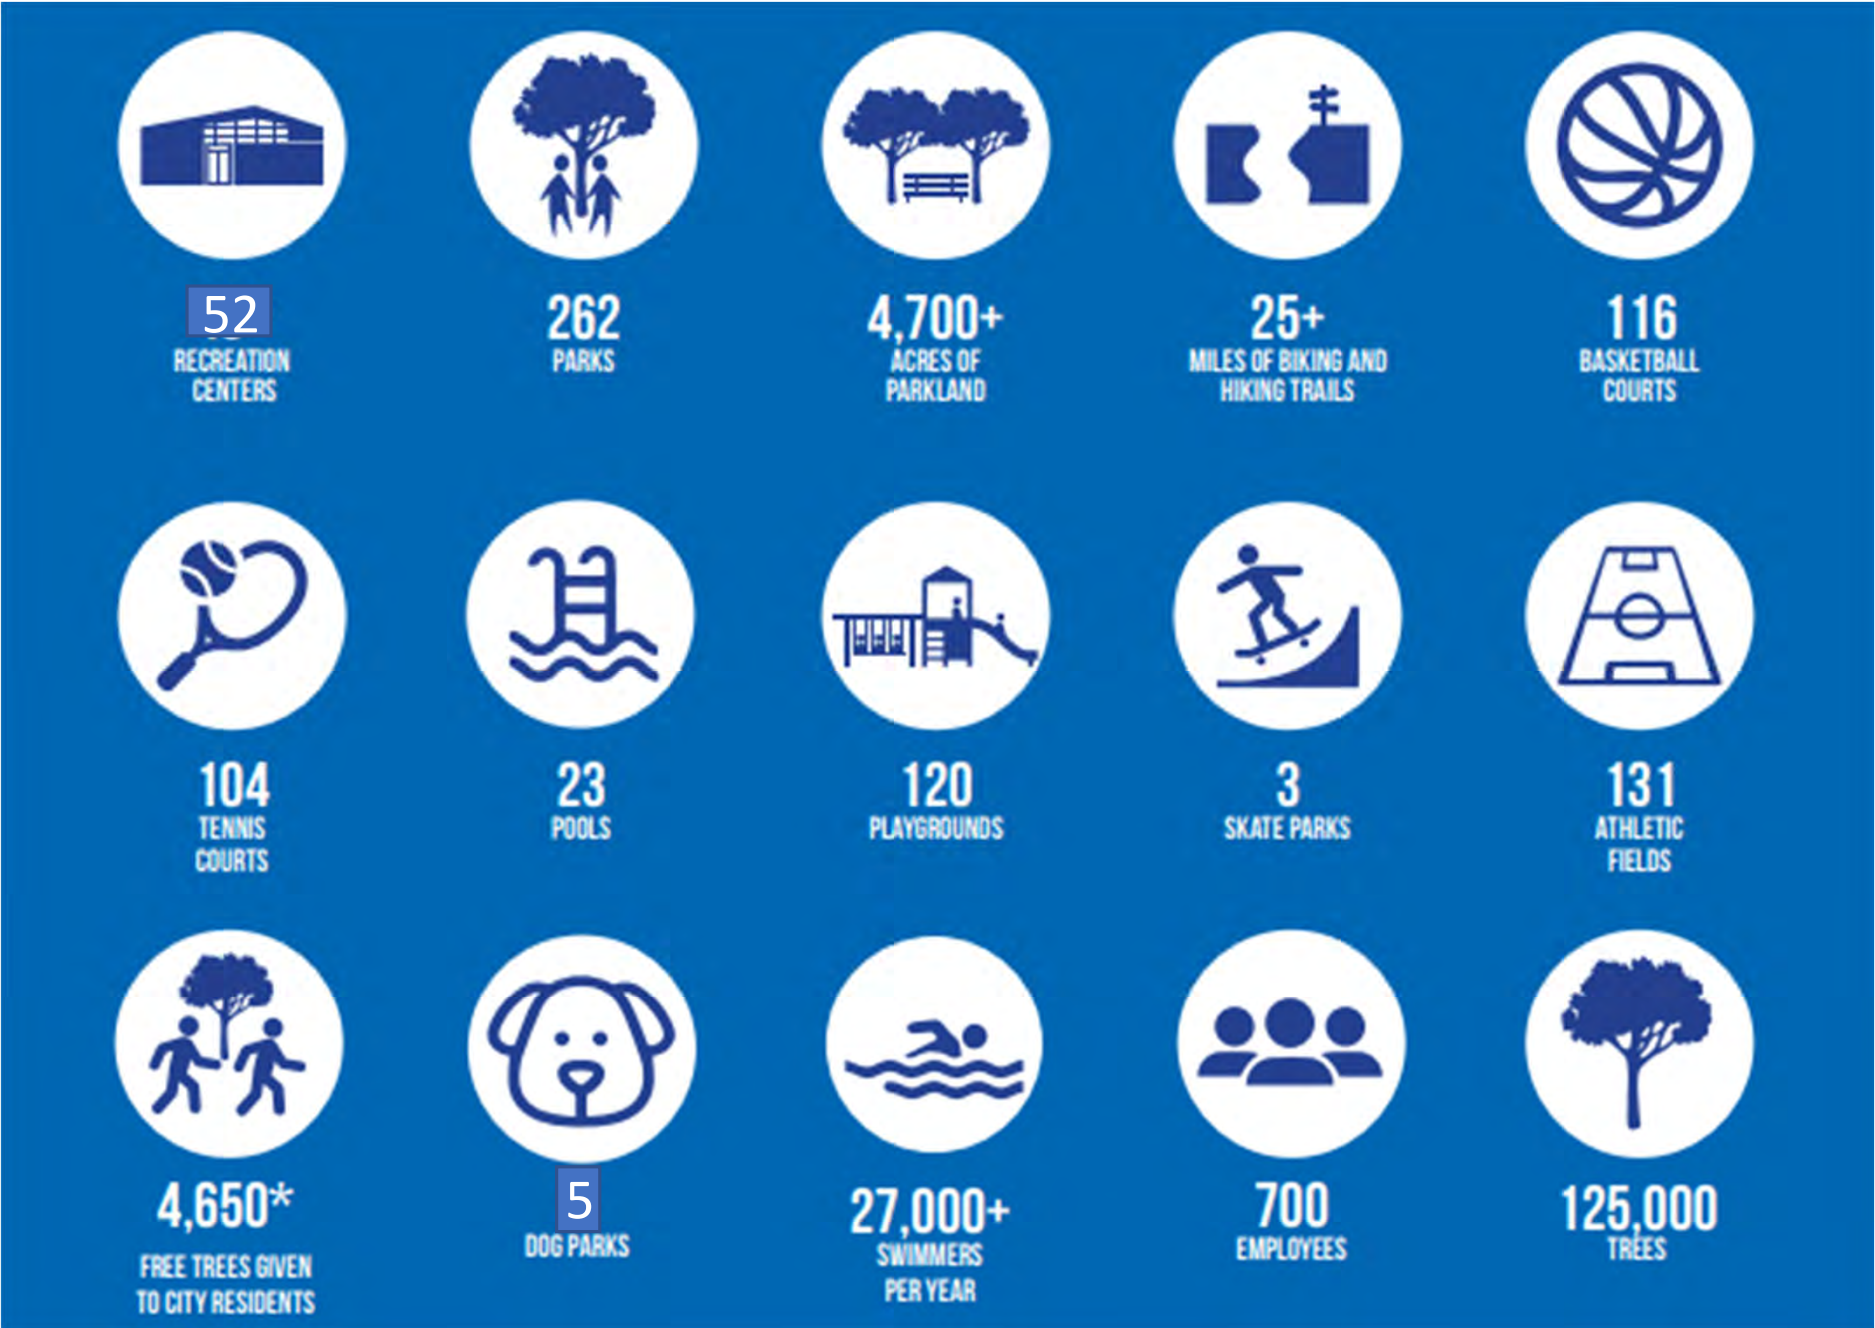 52
RECREATION
CENTERS
262
PARKS
4,700+
ACRES OF
PARKLAND
25+
MILES OF BIKING AND
HIKING TRAILS
116
BASKETBALL
COURTS
104
TENNIS
COURTS
23
POOLS
120
PLAYGROUNDS
3
SKATE PARKS
131
ATHLETIC
FIELDS
4,650*
FREE TREES GIVEN
TO CITY RESIDENTS
5
DOG PARKS
27,000+
SWIMMERS
PER YEAR
700
EMPLOYEES
125,000
TREES